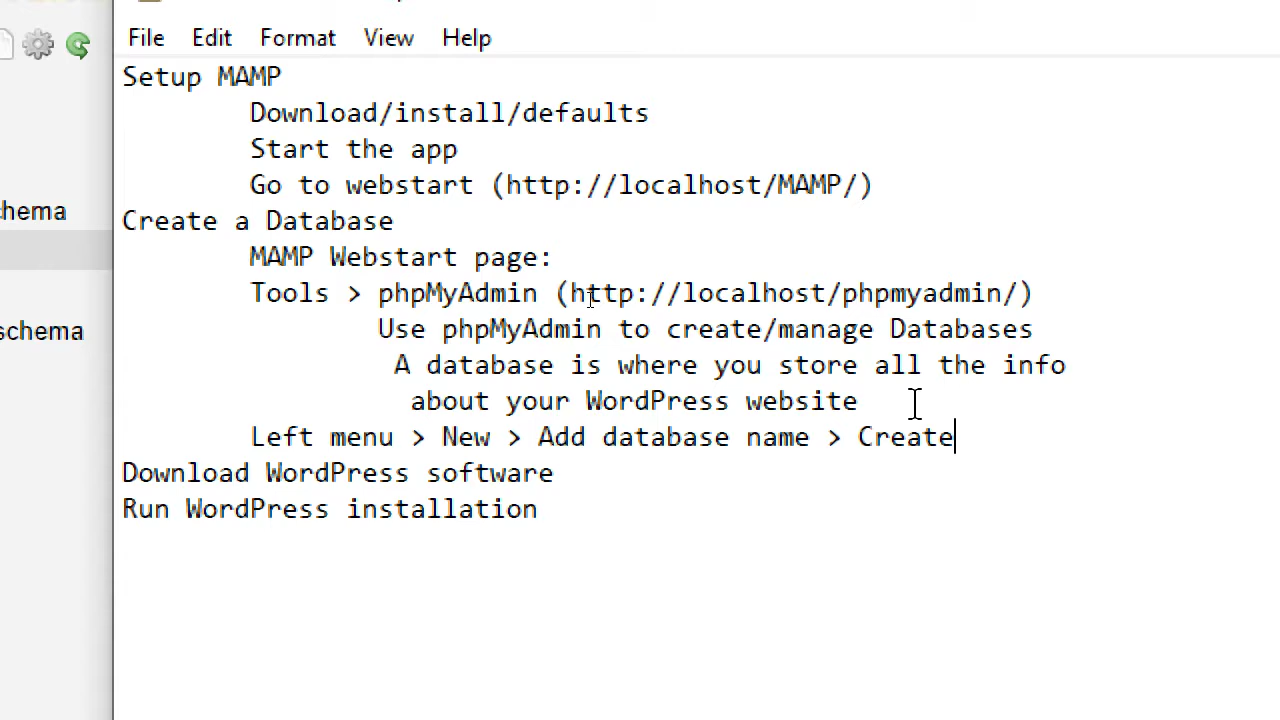 File Edit Format View Help
Setup MAMP
Download/install/defaults
Start the app
Go to webstart (http://localhost/MAMP/)
chema
Create a Database
MAMP Webstart page:
Tools > phpMyAdmin (http://localhost/phpmyadmin/)
schema
Use phpMyAdmin to create/manage Databases
A database is where you store all the info
about your WordPress website
Left menu > New > Add database name > Create
Download WordPress software
Run WordPress installation